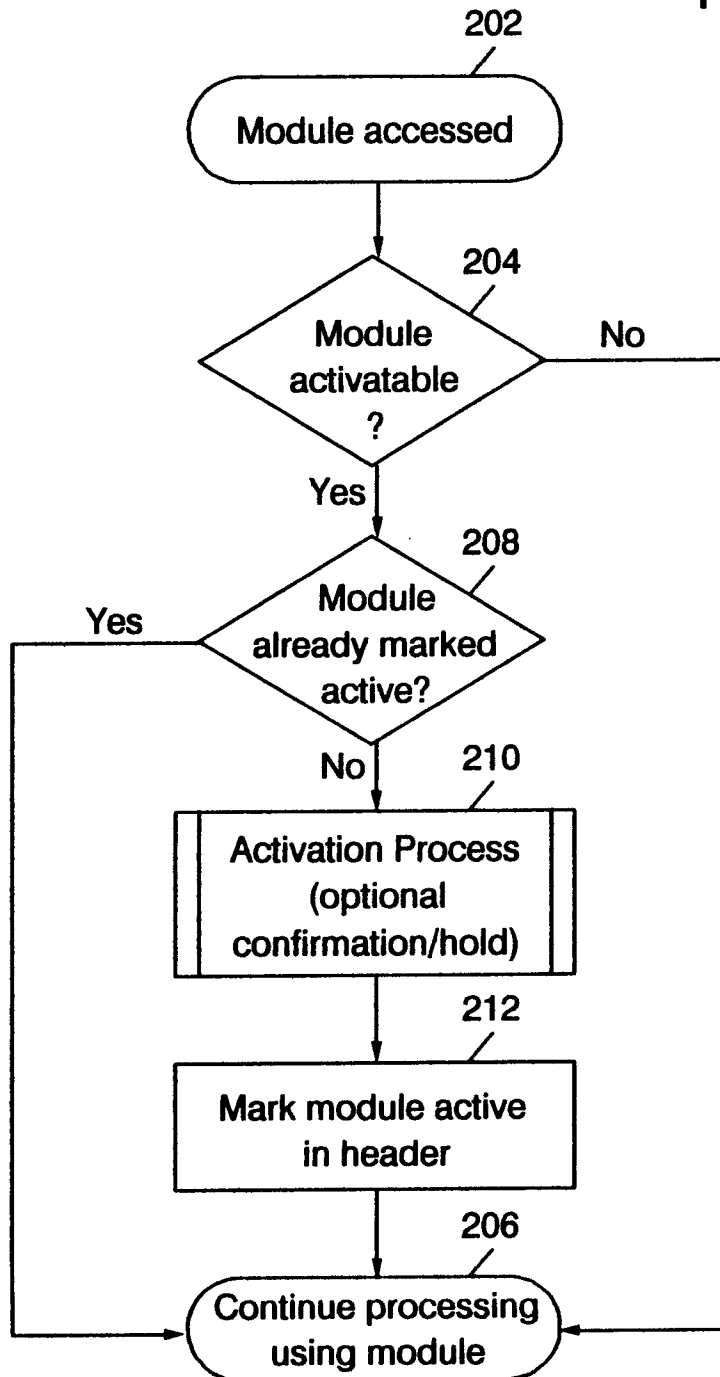 202
Module accessed
204
Module
activatable
?
No
Yes
208
Module
already marked
active?
Yes
No
210
Activation Process
(optional
confirmation/hold)
212
Mark module active
in header
206
Continue processing
using module